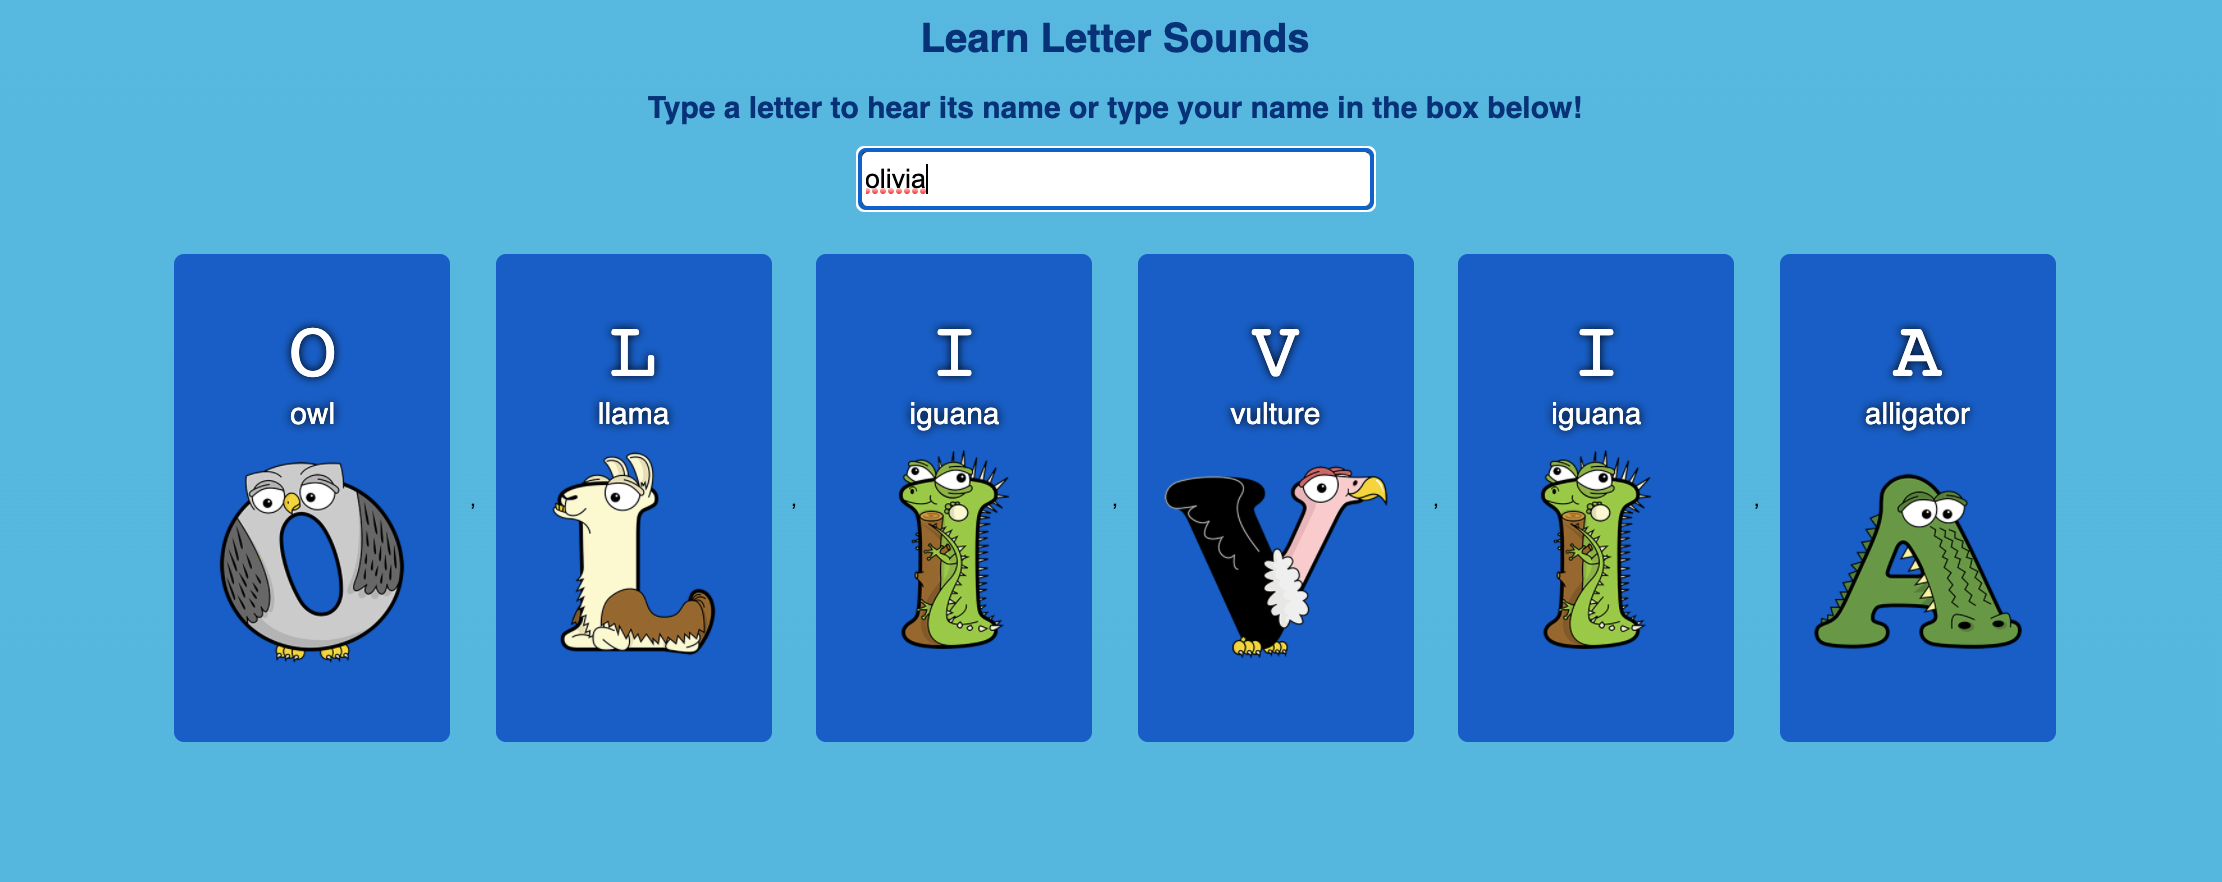 Learn Letter Sounds
Type a letter to hear its name or type your name in the box below!
olivia
O
owl
,
L
llama
,
I
iguana
,
V
vulture
,
I
iguana
,
A
alligator